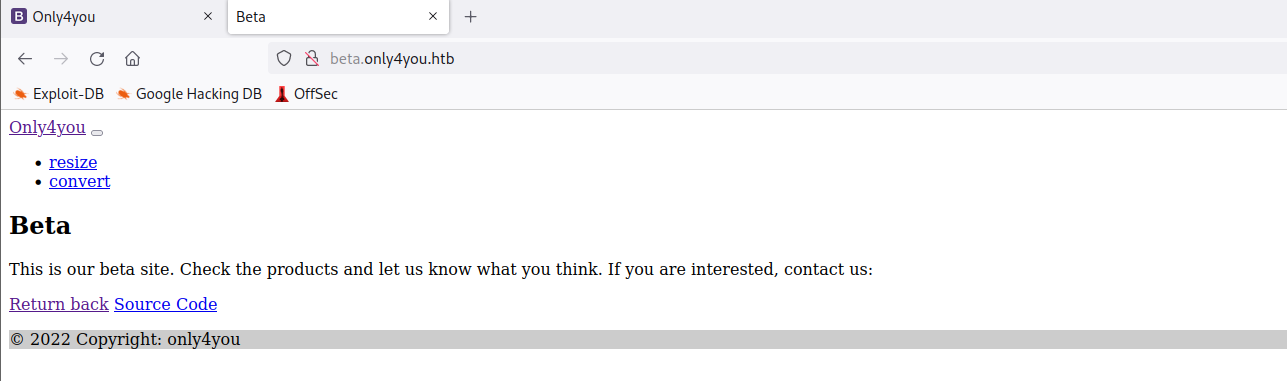 B Only4you × Beta × +
beta.only4you.htb
Exploit-DB Google Hacking DB OffSec
Only4you
• resize
• convert
Beta
This is our beta site. Check the products and let us know what you think. If you are interested, contact us:
Return back Source Code
© 2022 Copyright: only4you